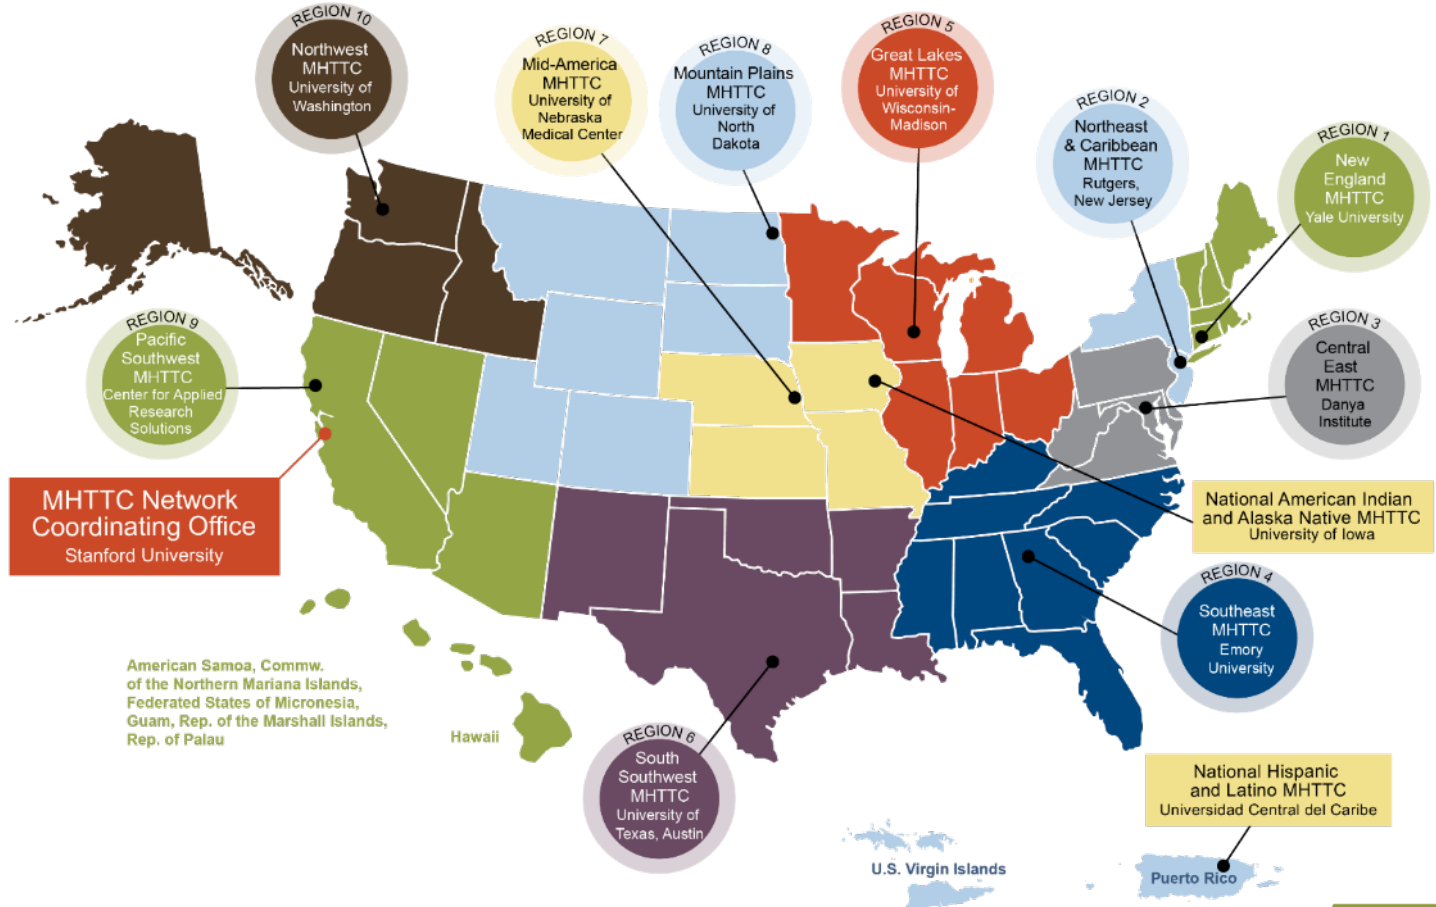 REGION 10
Northwest
MHTTC
University of
Washington
REGION 7
Mid-America
MHTTC
University of
Nebraska
Medical Center
REGION 8
Mountain Plains
MHTTC
University of
North
Dakota
REGION 5
Great Lakes
MHTTC
University of
Wisconsin-
Madison
REGION 2
Northeast
& Caribbean
MHTTC
Rutgers,
New Jersey
REGION 1
New
England
MHTTC
Yale University
REGION 9
Pacific
Southwest
MHTTC
Center for Applied
Research
Solutions
REGION 3
Central
East
MHTTC
Danya
Institute
MHTTC Network
Coordinating Office
Stanford University
National American Indian
and Alaska Native MHTTC
University of Iowa
REGION 4
Southeast
MHTTC
Emory
University
American Samoa, Commw.
of the Northern Mariana Islands,
Federated States of Micronesia,
Guam, Rep. of the Marshall Islands,
Rep. of Palau
Hawaii
REGION 6
South
Southwest
MHTTC
University of
Texas, Austin
National Hispanic
and Latino MHTTC
Universidad Central del Caribe
U.S. Virgin Islands
Puerto Rico